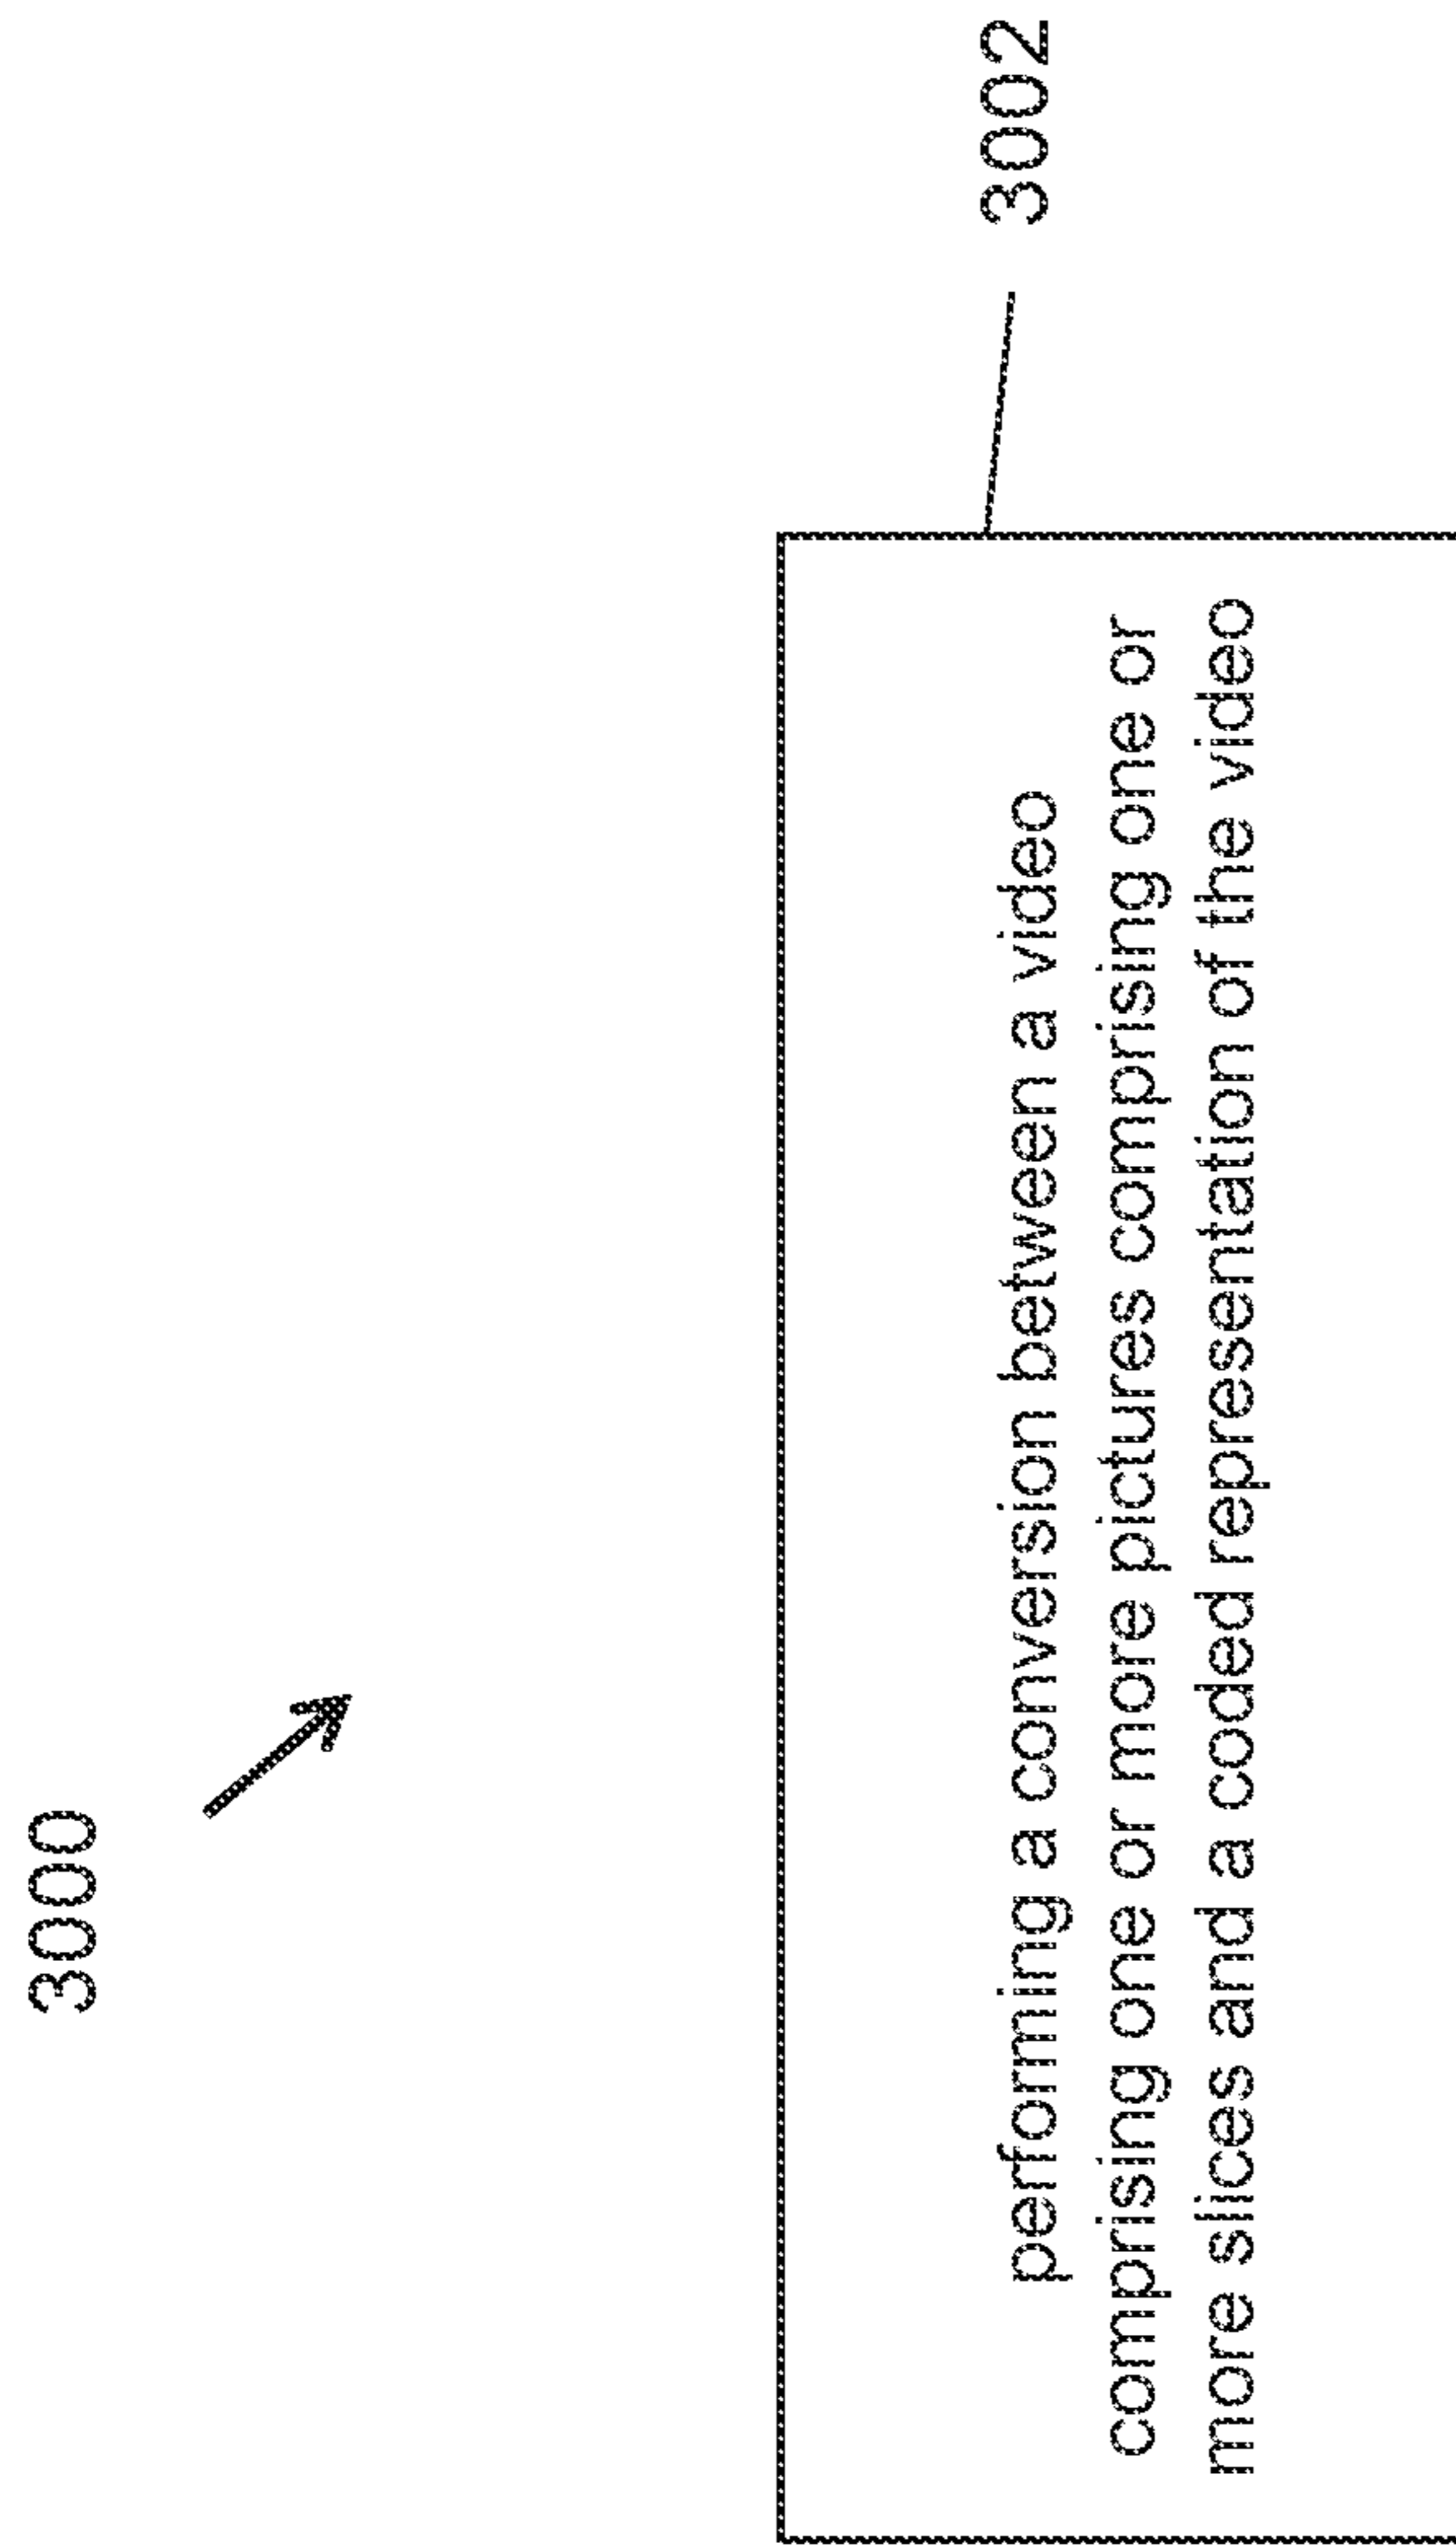 3000
3002
performing a conversion between a video
comprising one or more pictures comprising one or
more slices and a coded representation of the video